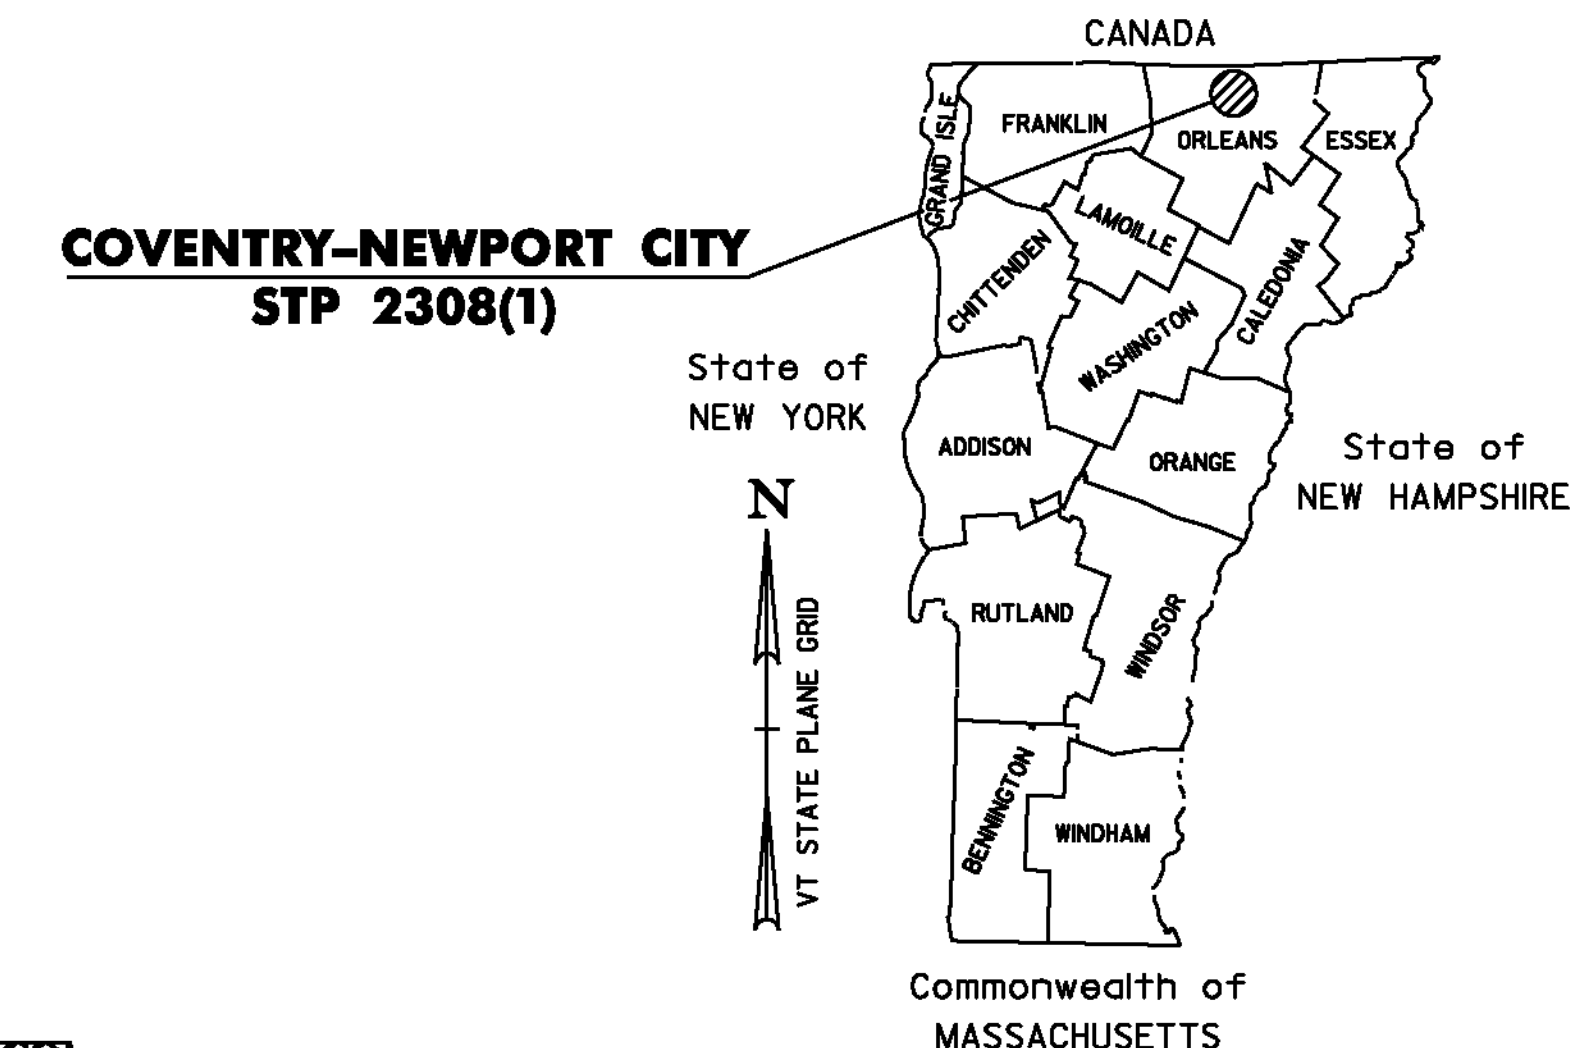 CANADA
GRAND ISLE
FRANKLIN
ORLEANS
ESSEX
LAMOILLE
COVENTRY–NEWPORT CITY
STP 2308(1)
CHITTENDEN
CALEDONIA
WASHINGTON
State of
NEW YORK
ADDISON
ORANGE
State of
NEW HAMPSHIRE
N
VT STATE PLANE GRID
RUTLAND
WINDSOR
BENNINGTON
WINDHAM
Commonwealth of
MASSACHUSETTS